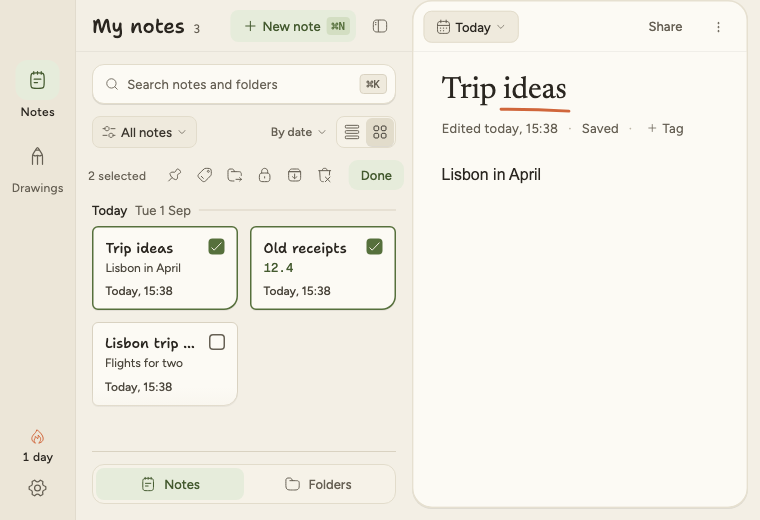 Notes
Drawings
1 day
My notes 3
New note ⌘N
Search notes and folders ⌘K
All notes
By date
2 selected
Done
Today Tue 1 Sep
Trip ideas
Lisbon in April
Today, 15:38
Old receipts
12.4
Today, 15:38
Lisbon trip ...
Flights for two
Today, 15:38
Notes
Folders
Today
Share
Trip ideas
Edited today, 15:38 · Saved · + Tag
Lisbon in April